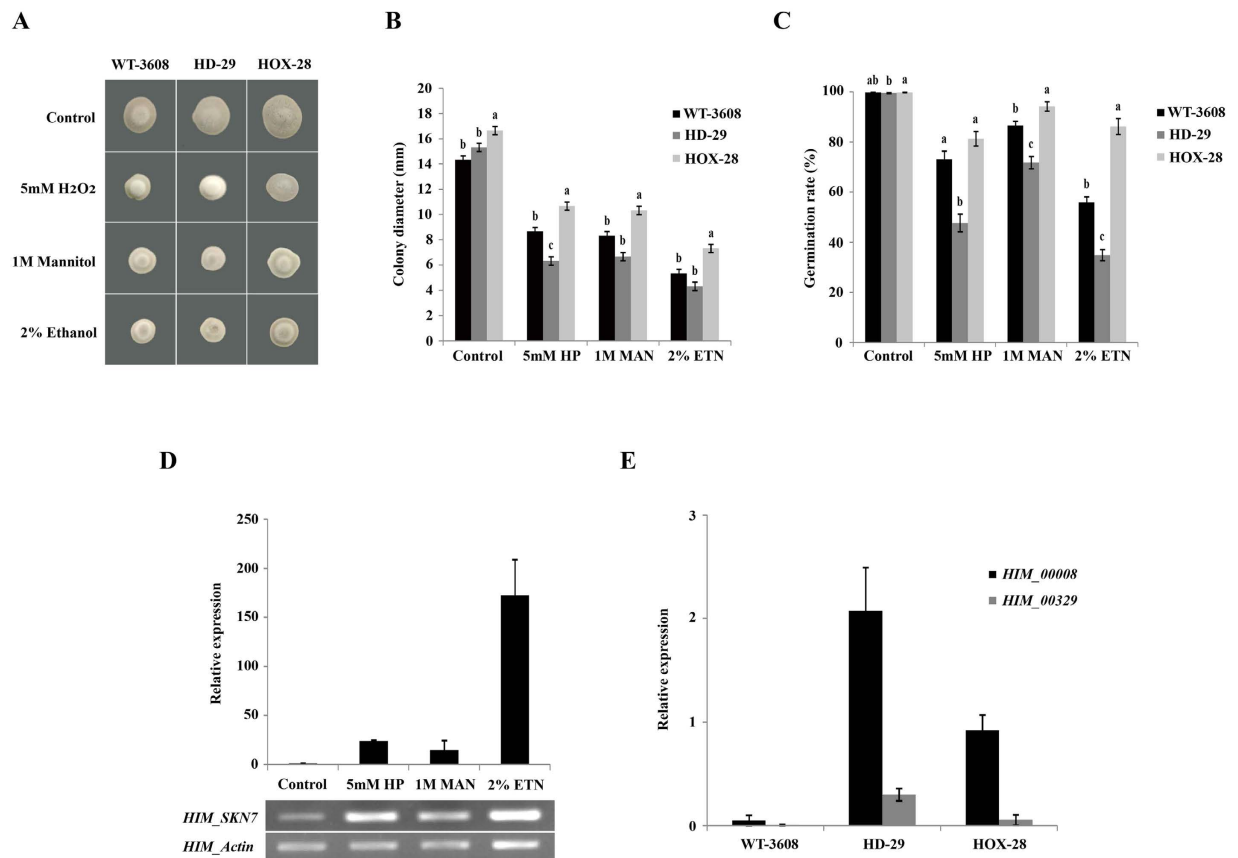 A
WT-3608 HD-29 HOX-28
Control
5mM H2O2
1M Mannitol
2% Ethanol
B
Colony diameter (mm)
20
18
16
14
12
10
8
6
4
2
0
b b a
b c a
b b a
b b a
WT-3608
HD-29
HOX-28
Control 5mM HP 1M MAN 2% ETN
C
Germination rate (%)
100
80
60
40
20
0
ab b a
a b a
b c a
b c a
WT-3608
HD-29
HOX-28
Control 5mM HP 1M MAN 2% ETN
D
Relative expression
250
200
150
100
50
0
Control 5mM HP 1M MAN 2% ETN
HIM_SKN7
HIM_Actin
E
Relative expression
3
2
1
0
HIM_00008
HIM_00329
WT-3608 HD-29 HOX-28